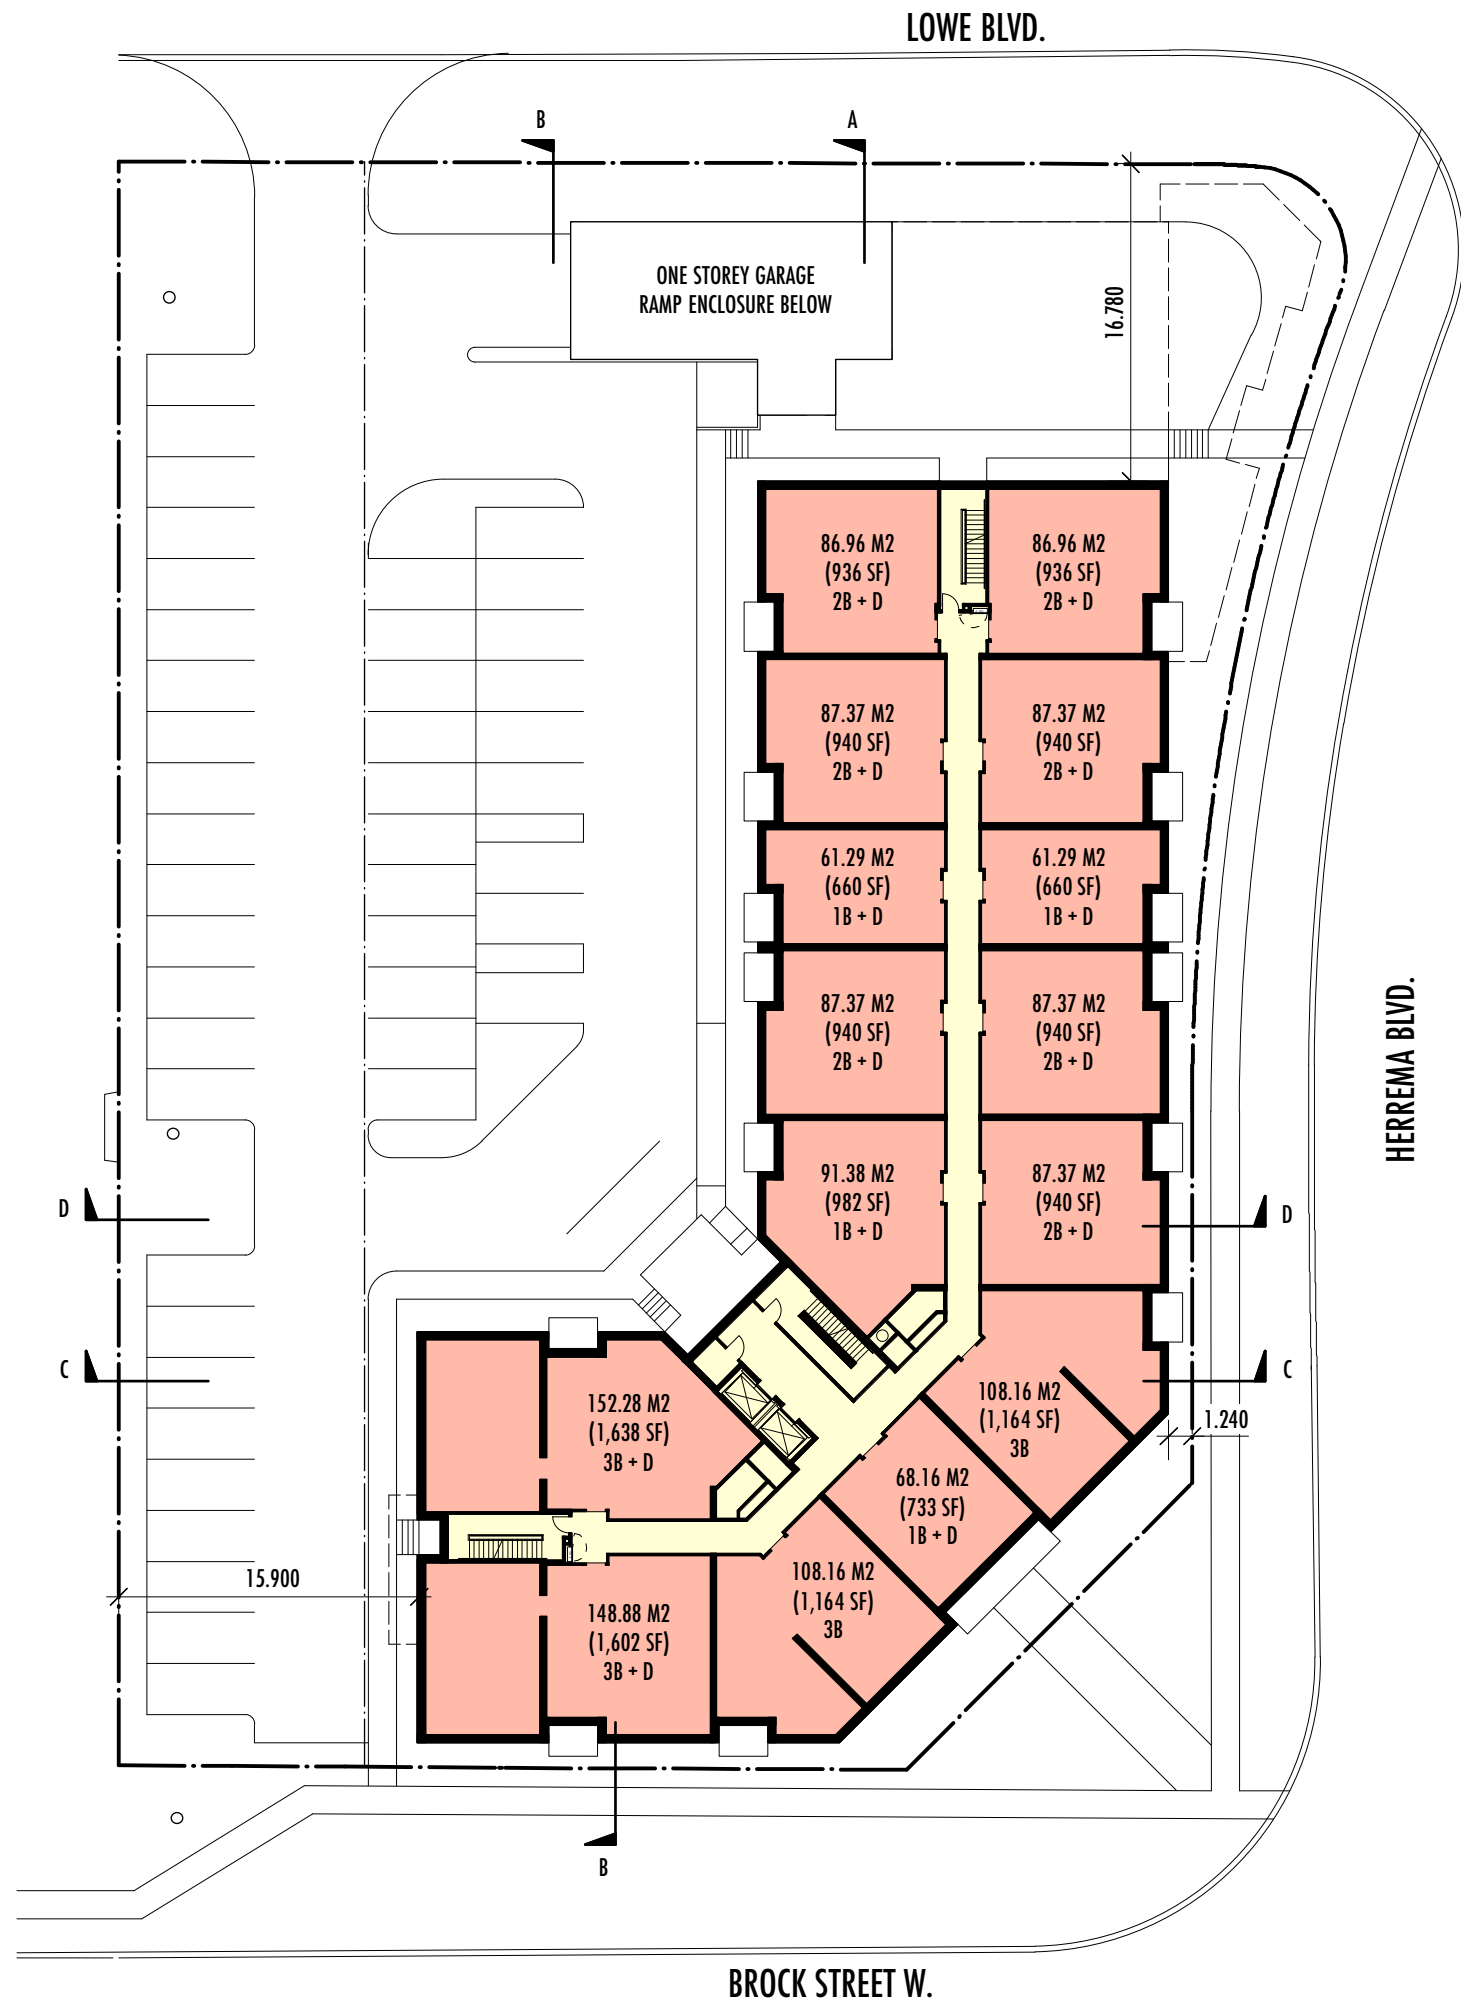 LOWE BLVD.
B
A
ONE STOREY GARAGE
RAMP ENCLOSURE BELOW
16.780
86.96 M2
(936 SF)
2B + D
86.96 M2
(936 SF)
2B + D
87.37 M2
(940 SF)
2B + D
87.37 M2
(940 SF)
2B + D
61.29 M2
(660 SF)
1B + D
61.29 M2
(660 SF)
1B + D
87.37 M2
(940 SF)
2B + D
87.37 M2
(940 SF)
2B + D
HERREMA BLVD.
91.38 M2
(982 SF)
1B + D
87.37 M2
(940 SF)
2B + D
D
D
C
C
152.28 M2
(1,638 SF)
3B + D
108.16 M2
(1,164 SF)
3B
1.240
68.16 M2
(733 SF)
1B + D
15.900
148.88 M2
(1,602 SF)
3B + D
108.16 M2
(1,164 SF)
3B
B
BROCK STREET W.